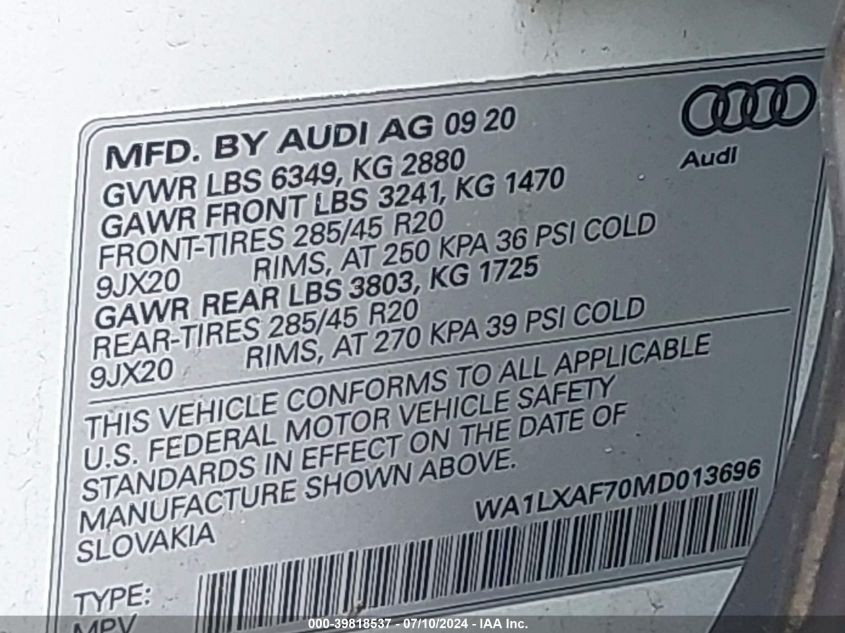 MFD. BY AUDI AG 09 20
Audi
GVWR LBS 6349, KG 2880
GAWR FRONT LBS 3241, KG 1470
FRONT-TIRES 285/45 R20
9JX20 RIMS, AT 250 KPA 36 PSI COLD
GAWR REAR LBS 3803, KG 1725
REAR-TIRES 285/45 R20
9JX20 RIMS, AT 270 KPA 39 PSI COLD
THIS VEHICLE CONFORMS TO ALL APPLICABLE
U.S. FEDERAL MOTOR VEHICLE SAFETY
STANDARDS IN EFFECT ON THE DATE OF
MANUFACTURE SHOWN ABOVE.
SLOVAKIA WA1LXAF70MD013696
TYPE:
MPV
000-39818537 - 07/10/2024 - IAA Inc.